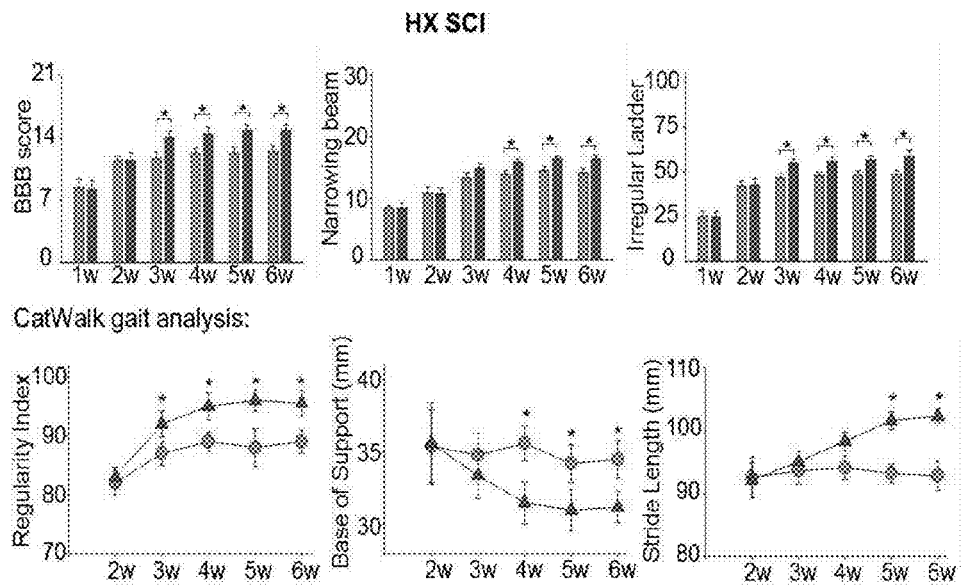 HX SCI
BBB score
21
14
7
0
1w 2w 3w 4w 5w 6w
* * * *
Narrowing beam
30
20
10
0
1w 2w 3w 4w 5w 6w
* * *
Irregular Ladder
100
75
50
25
0
1w 2w 3w 4w 5w 6w
* * * *
CatWalk gait analysis:
Regularity Index
100
90
80
70
2w 3w 4w 5w 6w
* * * *
Base of Support (mm)
40
35
30
2w 3w 4w 5w 6w
* * *
Stride Length (mm)
110
100
90
80
2w 3w 4w 5w 5w
* *